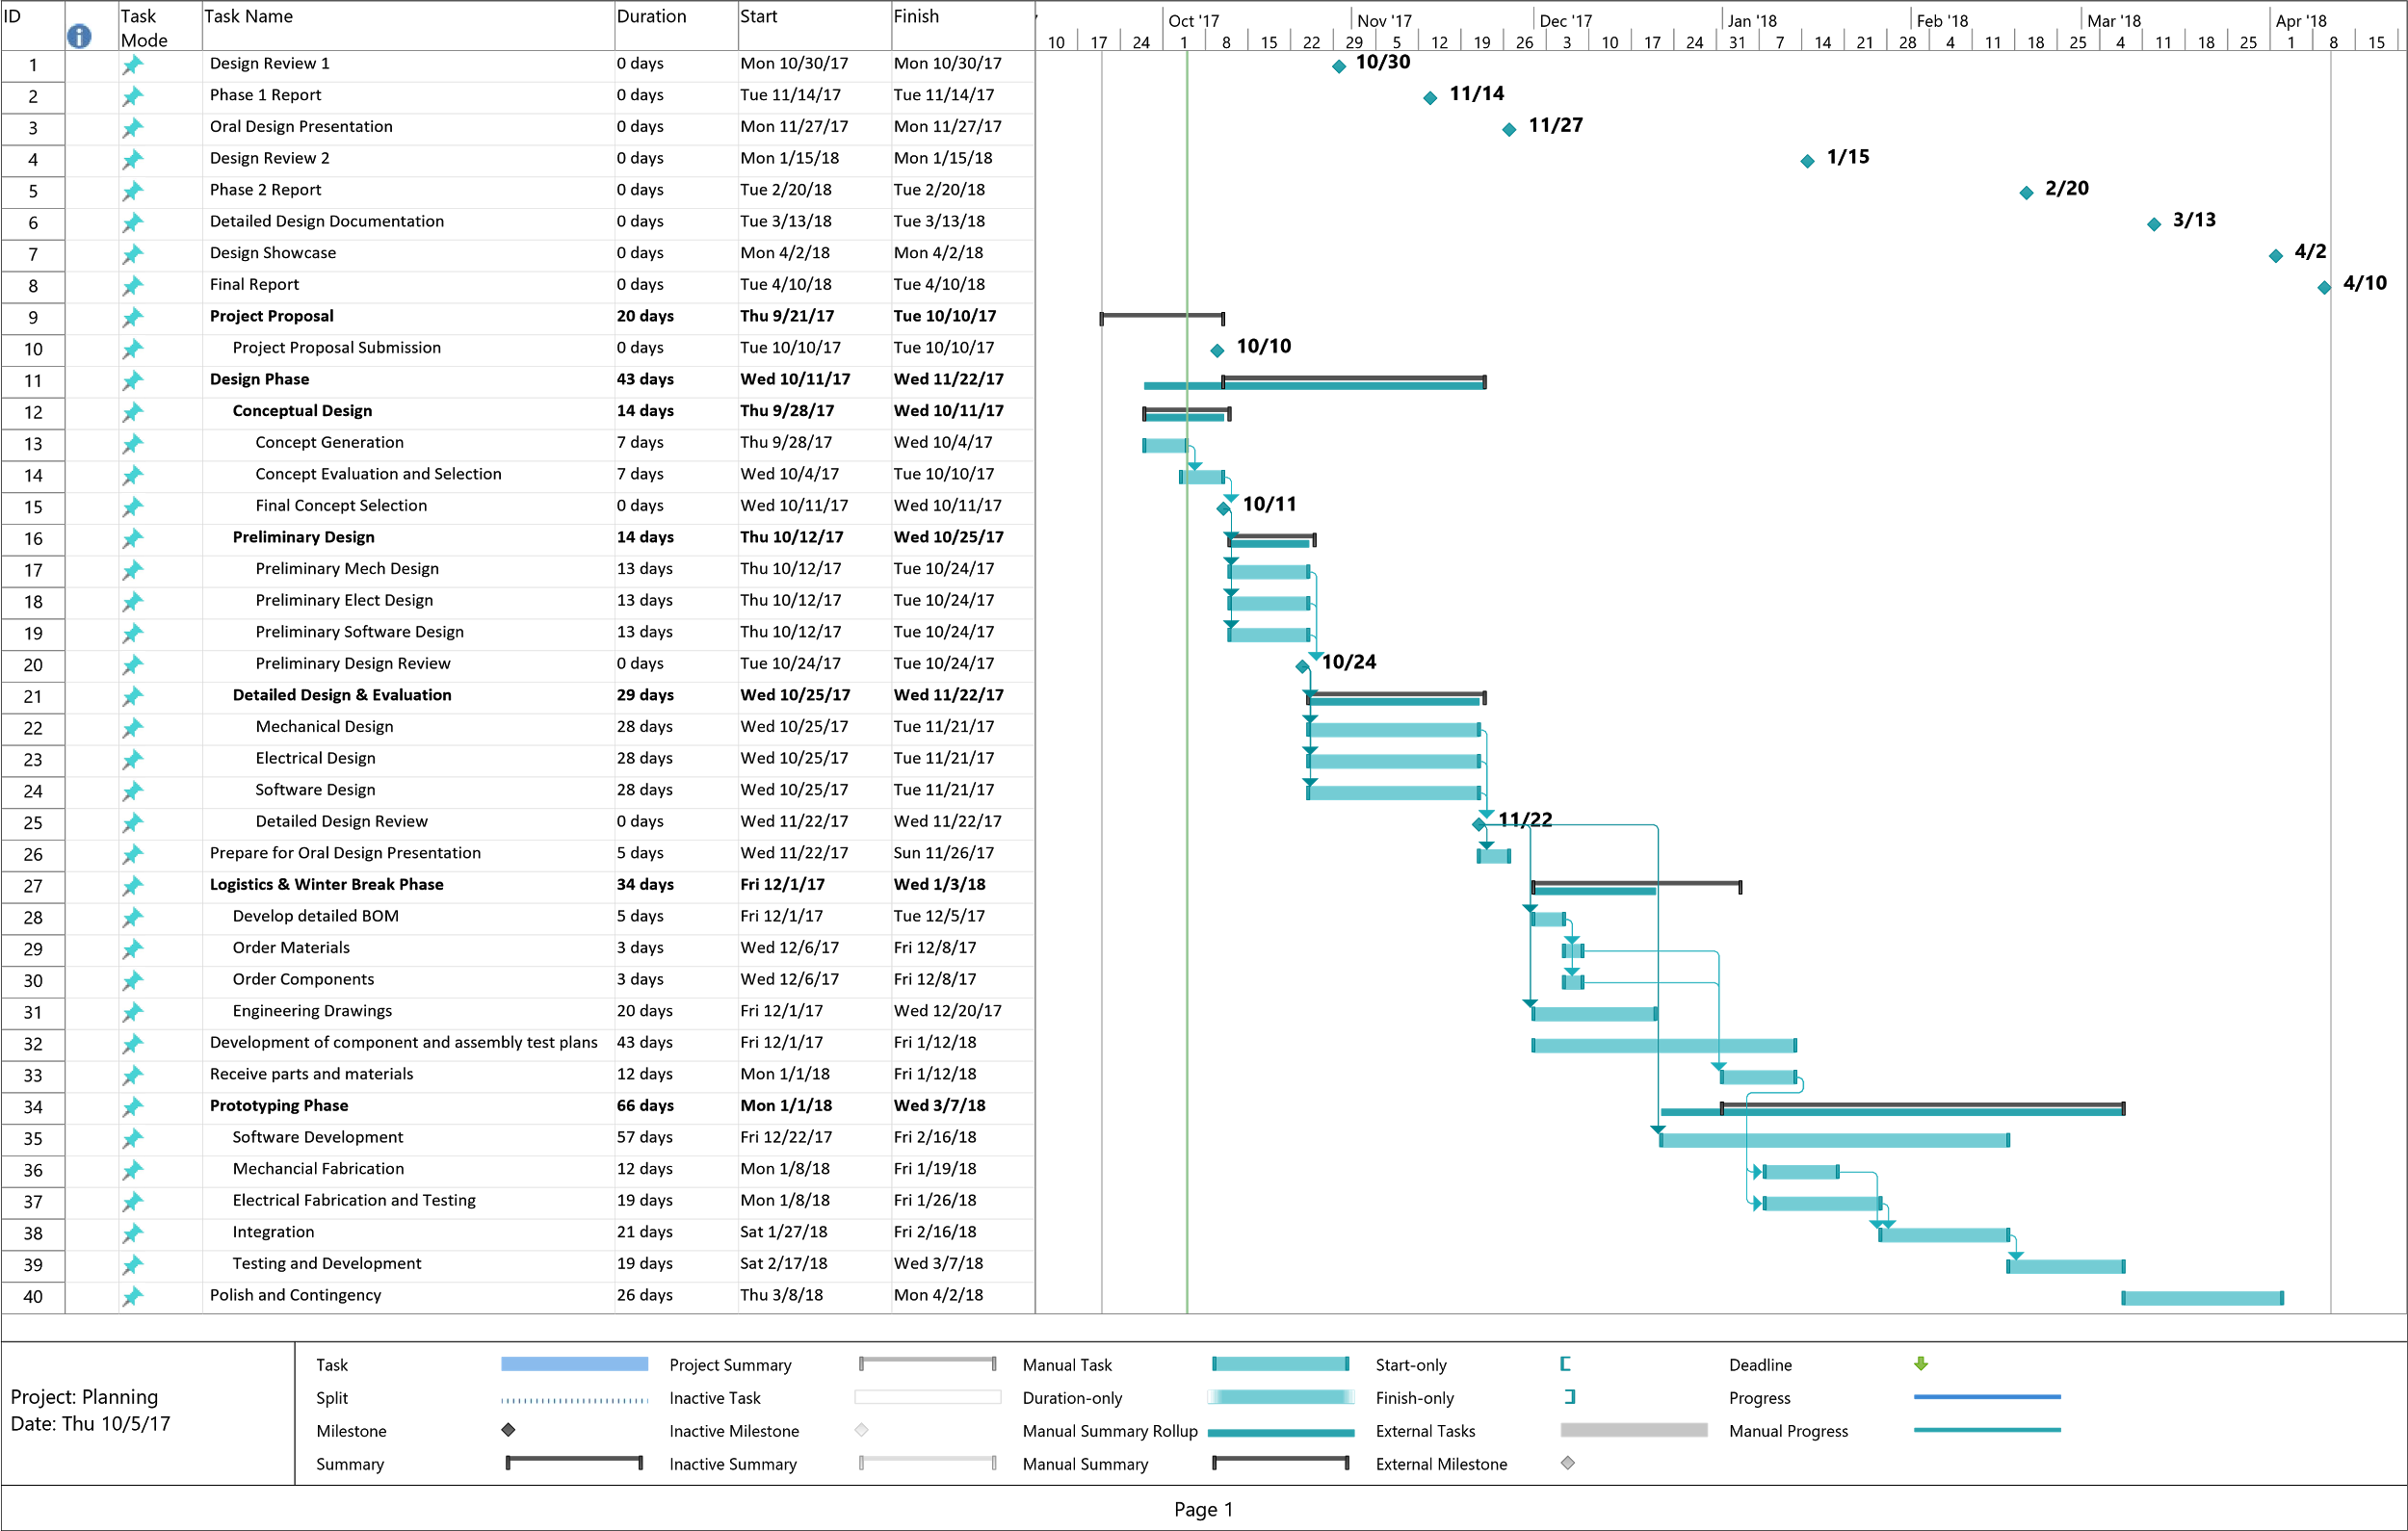 ID Task Mode Task Name Duration Start Finish
Oct '17 Nov '17 Dec '17 Jan '18 Feb '18 Mar '18 Apr '18
10 17 24 1 8 15 22 29 5 12 19 26 3 10 17 24 31 7 14 21 28 4 11 18 25 4 11 18 25 1 8 15
1 Design Review 1 0 days Mon 10/30/17 Mon 10/30/17 10/30
2 Phase 1 Report 0 days Tue 11/14/17 Tue 11/14/17 11/14
3 Oral Design Presentation 0 days Mon 11/27/17 Mon 11/27/17 11/27
4 Design Review 2 0 days Mon 1/15/18 Mon 1/15/18 1/15
5 Phase 2 Report 0 days Tue 2/20/18 Tue 2/20/18 2/20
6 Detailed Design Documentation 0 days Tue 3/13/18 Tue 3/13/18 3/13
7 Design Showcase 0 days Mon 4/2/18 Mon 4/2/18 4/2
8 Final Report 0 days Tue 4/10/18 Tue 4/10/18 4/10
9 Project Proposal 20 days Thu 9/21/17 Tue 10/10/17
10 Project Proposal Submission 0 days Tue 10/10/17 Tue 10/10/17 10/10
11 Design Phase 43 days Wed 10/11/17 Wed 11/22/17
12 Conceptual Design 14 days Thu 9/28/17 Wed 10/11/17
13 Concept Generation 7 days Thu 9/28/17 Wed 10/4/17
14 Concept Evaluation and Selection 7 days Wed 10/4/17 Tue 10/10/17
15 Final Concept Selection 0 days Wed 10/11/17 Wed 10/11/17 10/11
16 Preliminary Design 14 days Thu 10/12/17 Wed 10/25/17
17 Preliminary Mech Design 13 days Thu 10/12/17 Tue 10/24/17
18 Preliminary Elect Design 13 days Thu 10/12/17 Tue 10/24/17
19 Preliminary Software Design 13 days Thu 10/12/17 Tue 10/24/17
20 Preliminary Design Review 0 days Tue 10/24/17 Tue 10/24/17 10/24
21 Detailed Design & Evaluation 29 days Wed 10/25/17 Wed 11/22/17
22 Mechanical Design 28 days Wed 10/25/17 Tue 11/21/17
23 Electrical Design 28 days Wed 10/25/17 Tue 11/21/17
24 Software Design 28 days Wed 10/25/17 Tue 11/21/17
25 Detailed Design Review 0 days Wed 11/22/17 Wed 11/22/17 11/22
26 Prepare for Oral Design Presentation 5 days Wed 11/22/17 Sun 11/26/17
27 Logistics & Winter Break Phase 34 days Fri 12/1/17 Wed 1/3/18
28 Develop detailed BOM 5 days Fri 12/1/17 Tue 12/5/17
29 Order Materials 3 days Wed 12/6/17 Fri 12/8/17
30 Order Components 3 days Wed 12/6/17 Fri 12/8/17
31 Engineering Drawings 20 days Fri 12/1/17 Wed 12/20/17
32 Development of component and assembly test plans 43 days Fri 12/1/17 Fri 1/12/18
33 Receive parts and materials 12 days Mon 1/1/18 Fri 1/12/18
34 Prototyping Phase 66 days Mon 1/1/18 Wed 3/7/18
35 Software Development 57 days Fri 12/22/17 Fri 2/16/18
36 Mechancial Fabrication 12 days Mon 1/8/18 Fri 1/19/18
37 Electrical Fabrication and Testing 19 days Mon 1/8/18 Fri 1/26/18
38 Integration 21 days Sat 1/27/18 Fri 2/16/18
39 Testing and Development 19 days Sat 2/17/18 Wed 3/7/18
40 Polish and Contingency 26 days Thu 3/8/18 Mon 4/2/18
Project: Planning
Date: Thu 10/5/17
Task Project Summary Manual Task Start-only Deadline
Split Inactive Task Duration-only Finish-only Progress
Milestone Inactive Milestone Manual Summary Rollup External Tasks Manual Progress
Summary Inactive Summary Manual Summary External Milestone
Page 1